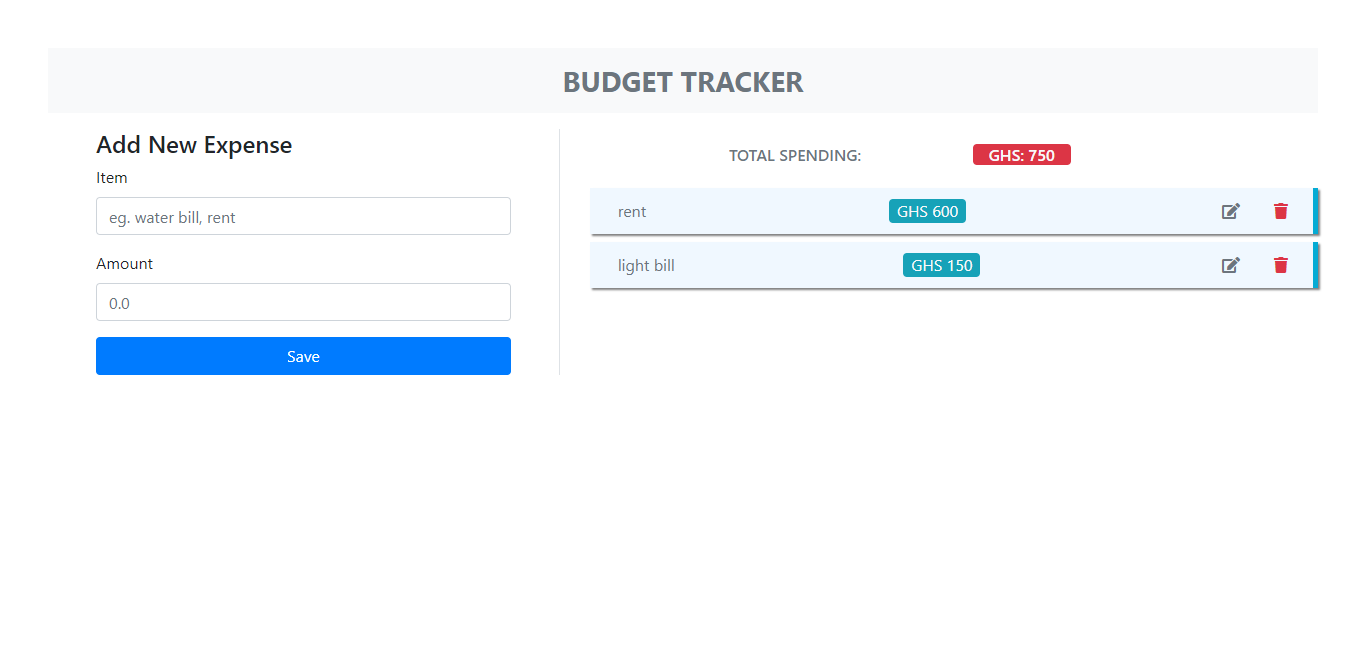 BUDGET TRACKER
Add New Expense
Item
eg. water bill, rent
Amount
0.0
Save
TOTAL SPENDING: GHS: 750
rent GHS 600
light bill GHS 150